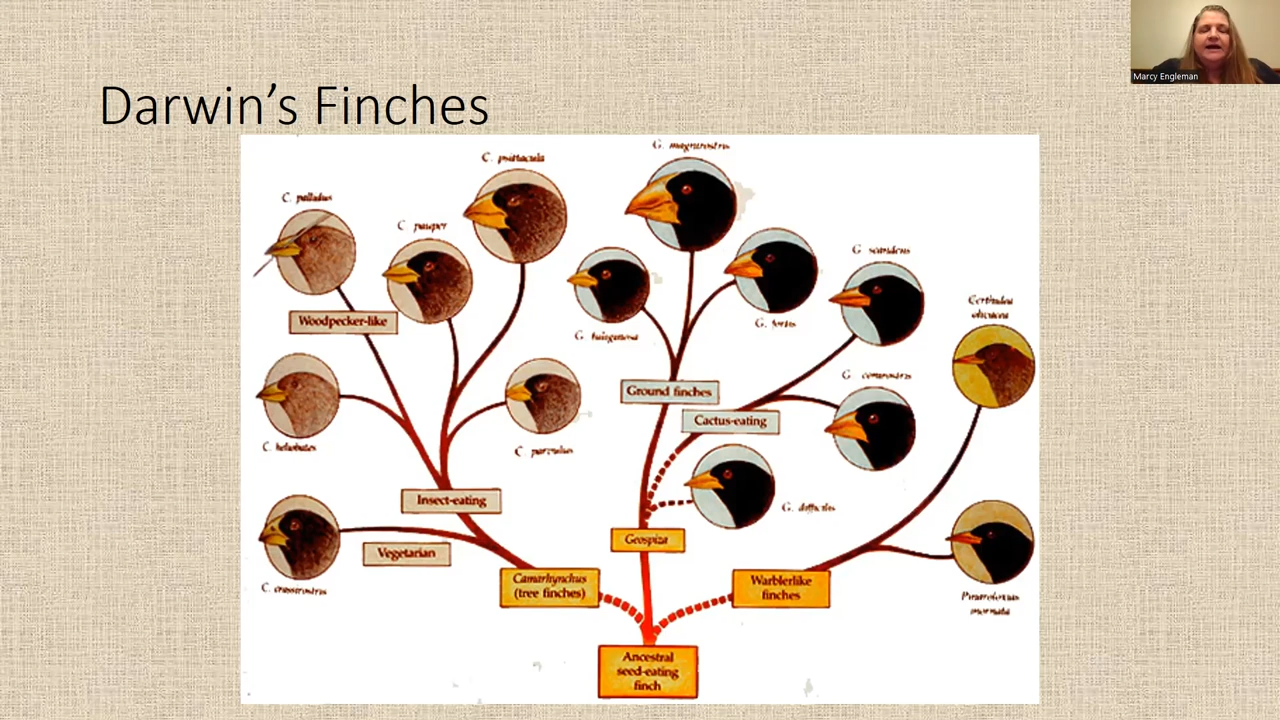 Marcy Engleman
Darwin's Finches
C. psittacula
G. magnirostris
C. pallidus
C. pauper
G. scandens
Certhidea
olivacea
Woodpecker-like
G. fortis
G. fuliginosa
Ground finches
G. conirostris
Cactus-eating
C. heliobates
C. parvulus
Insect-eating
G. difficilis
Geospiza
Vegetarian
C. crassirostris
Camarhynchus
(tree finches)
Warblerlike
finches
Pinaroloxias
inornata
Ancestral
seed-eating
finch